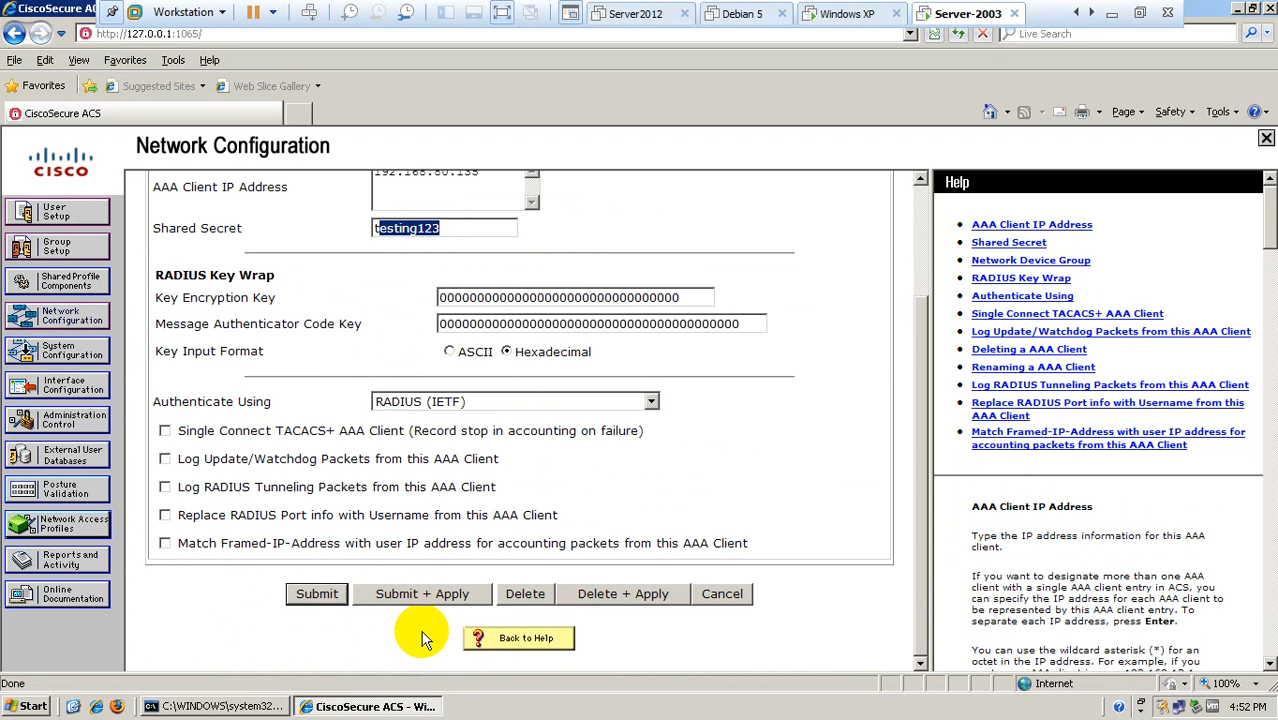 CiscoSecure ACS
Workstation
Server2012
Debian 5
Windows XP
Server-2003
http://127.0.0.1:1065/
Live Search
File Edit View Favorites Tools Help
Favorites
Suggested Sites
Web Slice Gallery
CiscoSecure ACS
Page
Safety
Tools
CISCO
Network Configuration
User
Setup
Group
Setup
Shared Profile
Components
Network
Configuration
System
Configuration
Interface
Configuration
Administration
Control
External User
Databases
Posture
Validation
Network Access
Profiles
Reports and
Activity
Online
Documentation
192.168.80.135
AAA Client IP Address
Shared Secret
testing123
RADIUS Key Wrap
Key Encryption Key
00000000000000000000000000000000
Message Authenticator Code Key
0000000000000000000000000000000000000000
Key Input Format
ASCII
Hexadecimal
Authenticate Using
RADIUS (IETF)
Single Connect TACACS+ AAA Client (Record stop in accounting on failure)
Log Update/Watchdog Packets from this AAA Client
Log RADIUS Tunneling Packets from this AAA Client
Replace RADIUS Port info with Username from this AAA Client
Match Framed-IP-Address with user IP address for accounting packets from this AAA Client
Submit
Submit + Apply
Delete
Delete + Apply
Cancel
? Back to Help
Help
AAA Client IP Address
Shared Secret
Network Device Group
RADIUS Key Wrap
Authenticate Using
Single Connect TACACS+ AAA Client
Log Update/Watchdog Packets from this AAA Client
Deleting a AAA Client
Renaming a AAA Client
Log RADIUS Tunneling Packets from this AAA Client
Replace RADIUS Port info with Username from this
AAA Client
Match Framed-IP-Address with user IP address for
accounting packets from this AAA Client
AAA Client IP Address
Type the IP address information for this AAA
client.
If you want to designate more than one AAA
client with a single AAA client entry in ACS, you
can specify the IP address for each AAA client to
be represented by this AAA client entry. To
separate each IP address, press Enter.
You can use the wildcard asterisk (*) for an
octet in the IP address. For example, if you
Done
Internet
100%
Start
C:\WINDOWS\system32...
CiscoSecure ACS - Wi...
4:52 PM